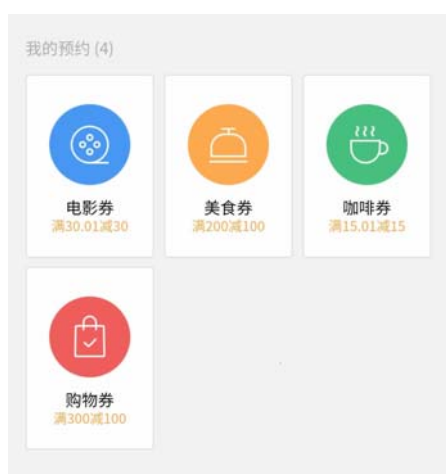 我的预约 (4)
电影券
满30.01减30
美食券
满200减100
咖啡券
满15.01减15
购物券
满300减100